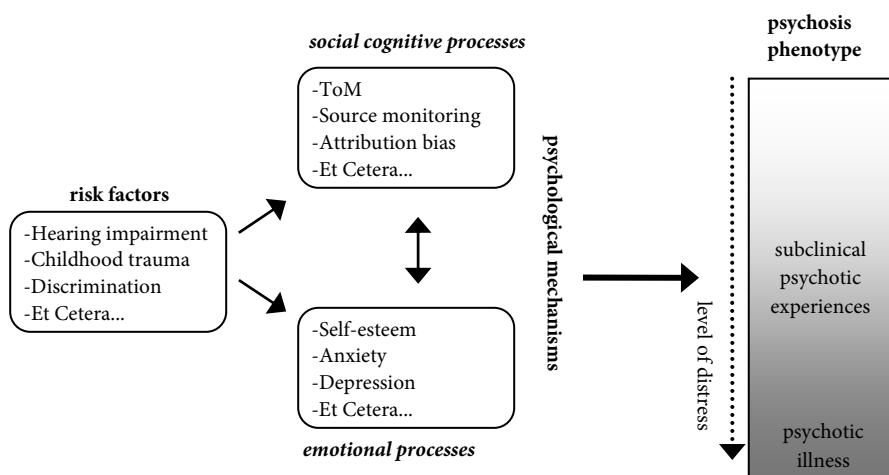 risk factors
-Hearing impairment
-Childhood trauma
-Discrimination
-Et Cetera...
social cognitive processes
-ToM
-Source monitoring
-Attribution bias
-Et Cetera...
-Self-esteem
-Anxiety
-Depression
-Et Cetera...
emotional processes
psychological mechanisms
level of distress
psychosis
phenotype
subclinical
psychotic
experiences
psychotic
illness